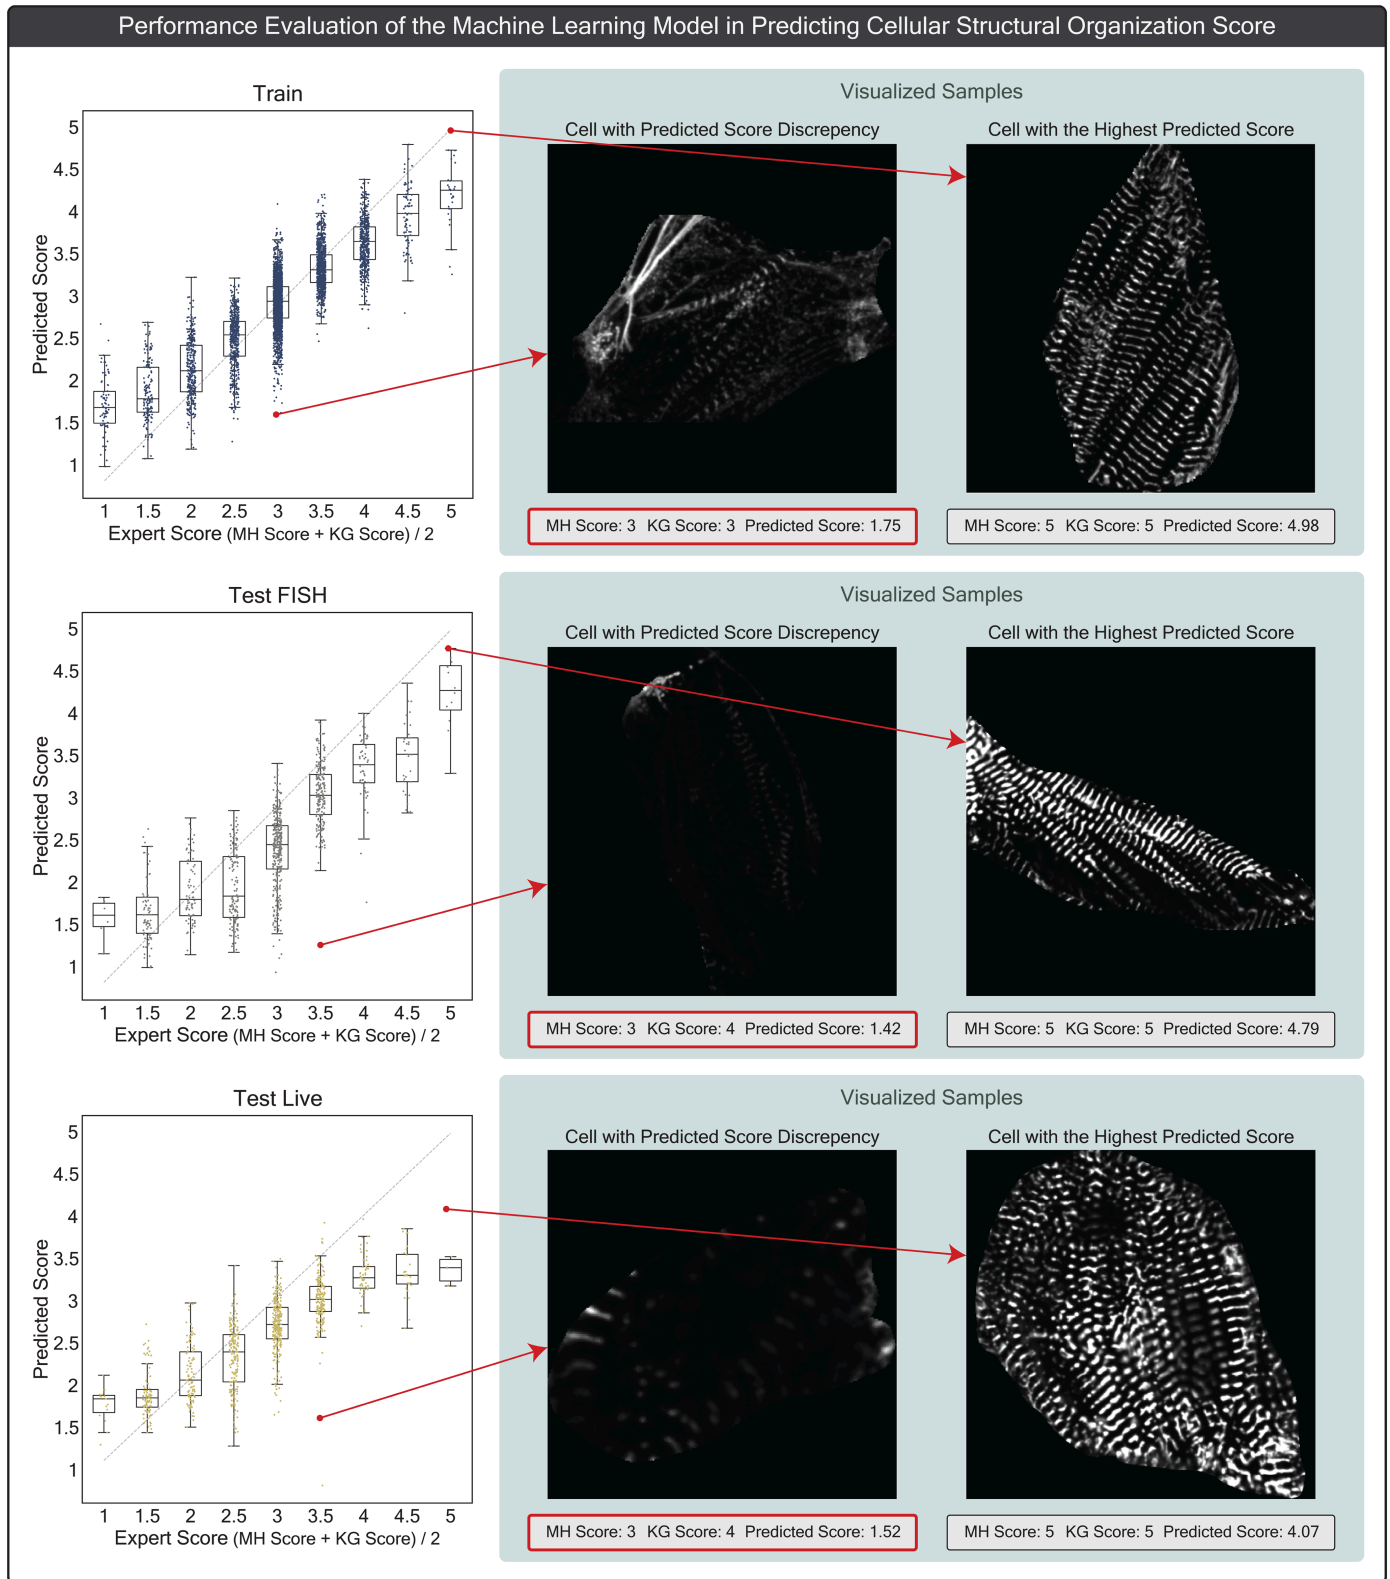 Performance Evaluation of the Machine Learning Model in Predicting Cellular Structural Organization Score
Train
Predicted Score
5
4.5
4
3.5
3
2.5
2
1.5
1
1 1.5 2 2.5 3 3.5 4 4.5 5
Expert Score (MH Score + KG Score) / 2
Visualized Samples
Cell with Predicted Score Discrepency
Cell with the Highest Predicted Score
MH Score: 3 KG Score: 3 Predicted Score: 1.75
MH Score: 5 KG Score: 5 Predicted Score: 4.98
Test FISH
Predicted Score
5
4.5
4
3.5
3
2.5
2
1.5
1
1 1.5 2 2.5 3 3.5 4 4.5 5
Expert Score (MH Score + KG Score) / 2
Visualized Samples
Cell with Predicted Score Discrepency
Cell with the Highest Predicted Score
MH Score: 3 KG Score: 4 Predicted Score: 1.42
MH Score: 5 KG Score: 5 Predicted Score: 4.79
Test Live
Predicted Score
5
4.5
4
3.5
3
2.5
2
1.5
1
1 1.5 2 2.5 3 3.5 4 4.5 5
Expert Score (MH Score + KG Score) / 2
Visualized Samples
Cell with Predicted Score Discrepency
Cell with the Highest Predicted Score
MH Score: 3 KG Score: 4 Predicted Score: 1.52
MH Score: 5 KG Score: 5 Predicted Score: 4.07